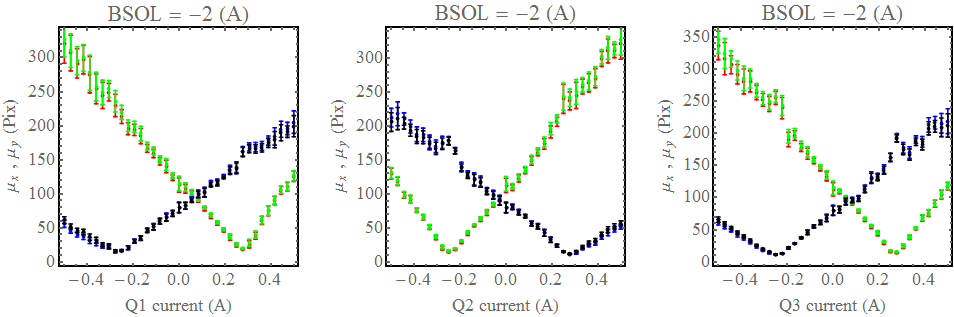 BSOL = −2 (A)
μx , μy (Pix)
300
250
200
150
100
50
0
−0.4 −0.2 0.0 0.2 0.4
Q1 current (A)
BSOL = −2 (A)
μx , μy (Pix)
300
250
200
150
100
50
0
−0.4 −0.2 0.0 0.2 0.4
Q2 current (A)
BSOL = −2 (A)
μx , μy (Pix)
350
300
250
200
150
100
50
0
−0.4 −0.2 0.0 0.2 0.4
Q3 current (A)